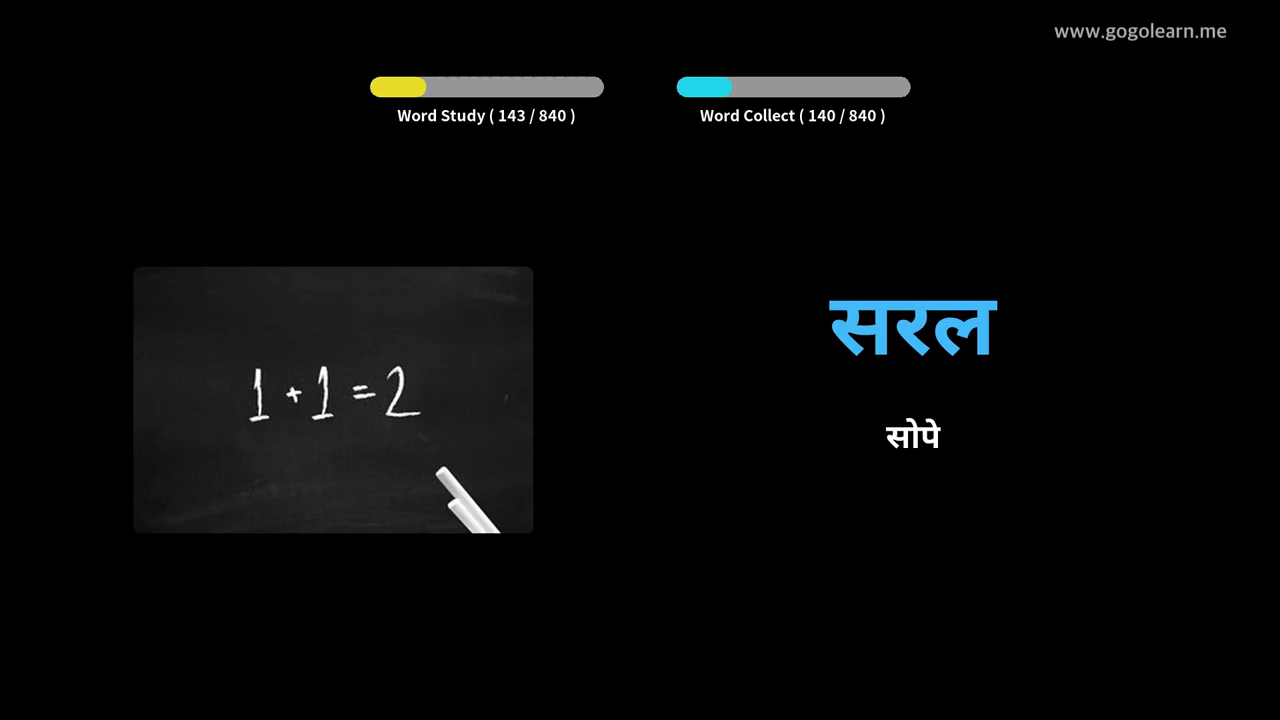 www.gogolearn.me
Word Study ( 143 / 840 )
Word Collect ( 140 / 840 )
1 + 1 = 2
सरल
सोपे